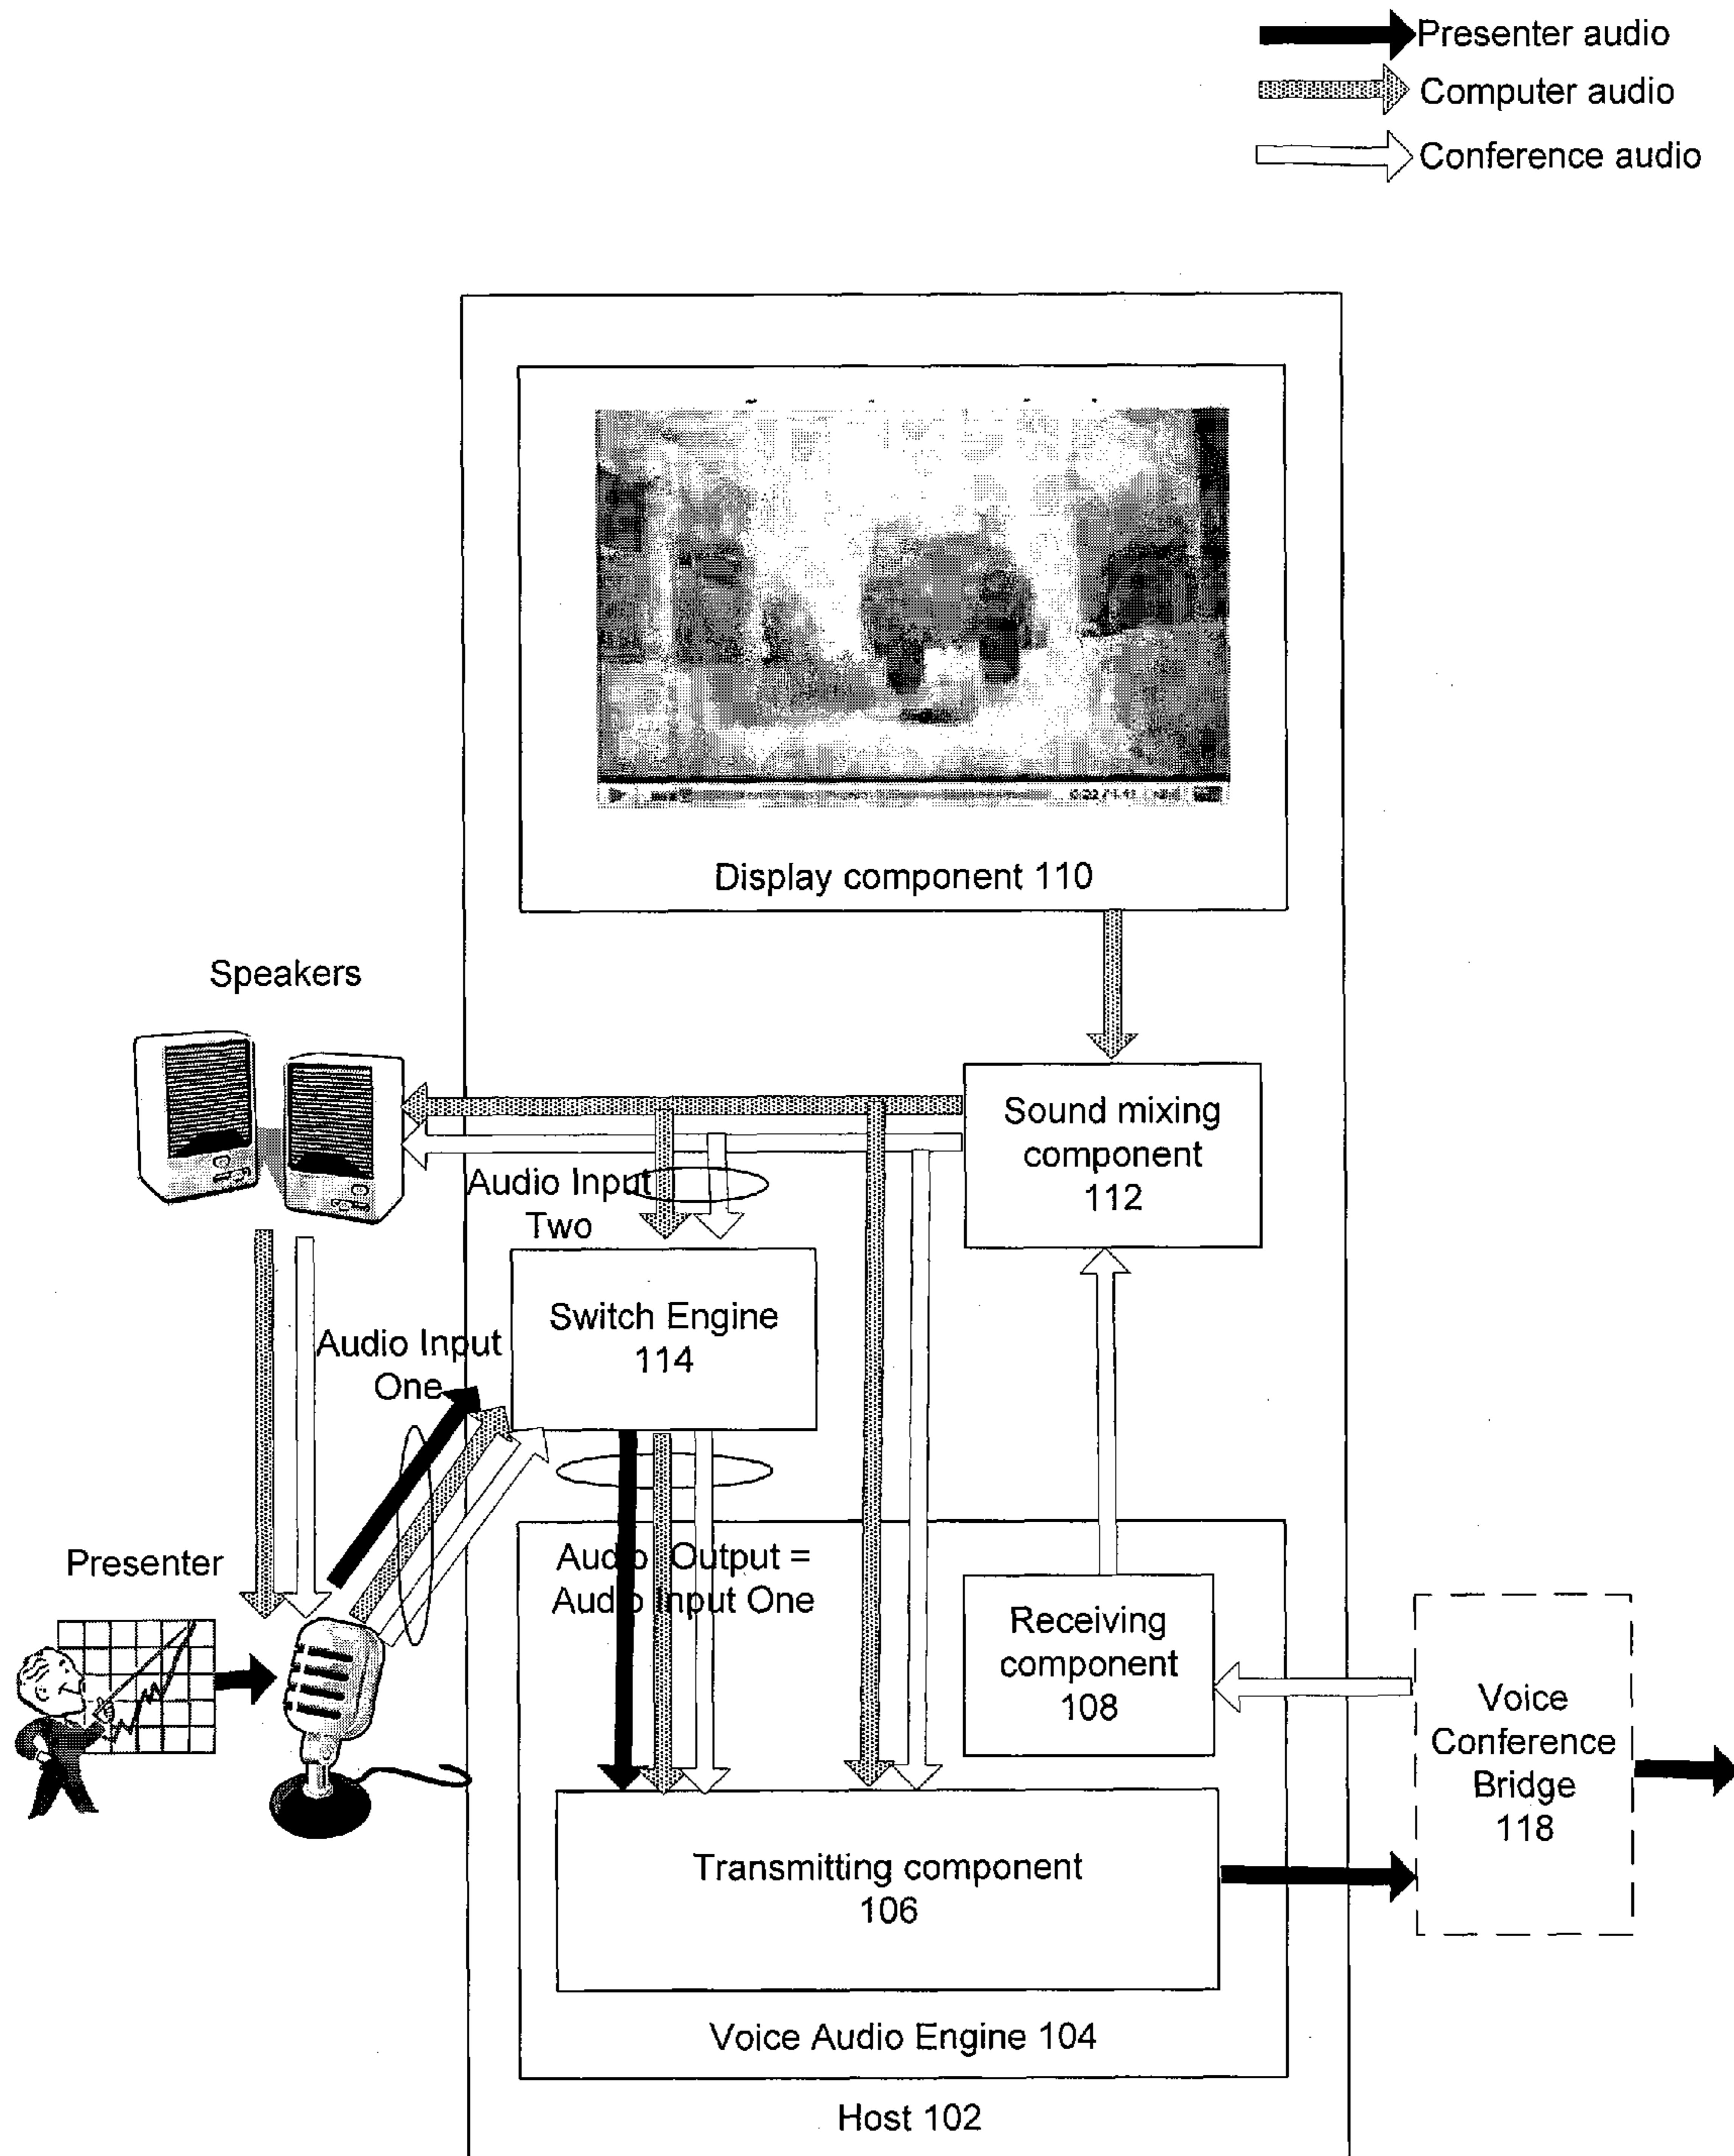 Presenter audio
Computer audio
Conference audio
Display component 110
Speakers
Sound mixing
component
112
Audio Input
Two
Switch Engine
114
Audio Input
One
Presenter
Audio Output =
Audio Input One
Receiving
component
108
Voice
Conference
Bridge
118
Transmitting component
106
Voice Audio Engine 104
Host 102